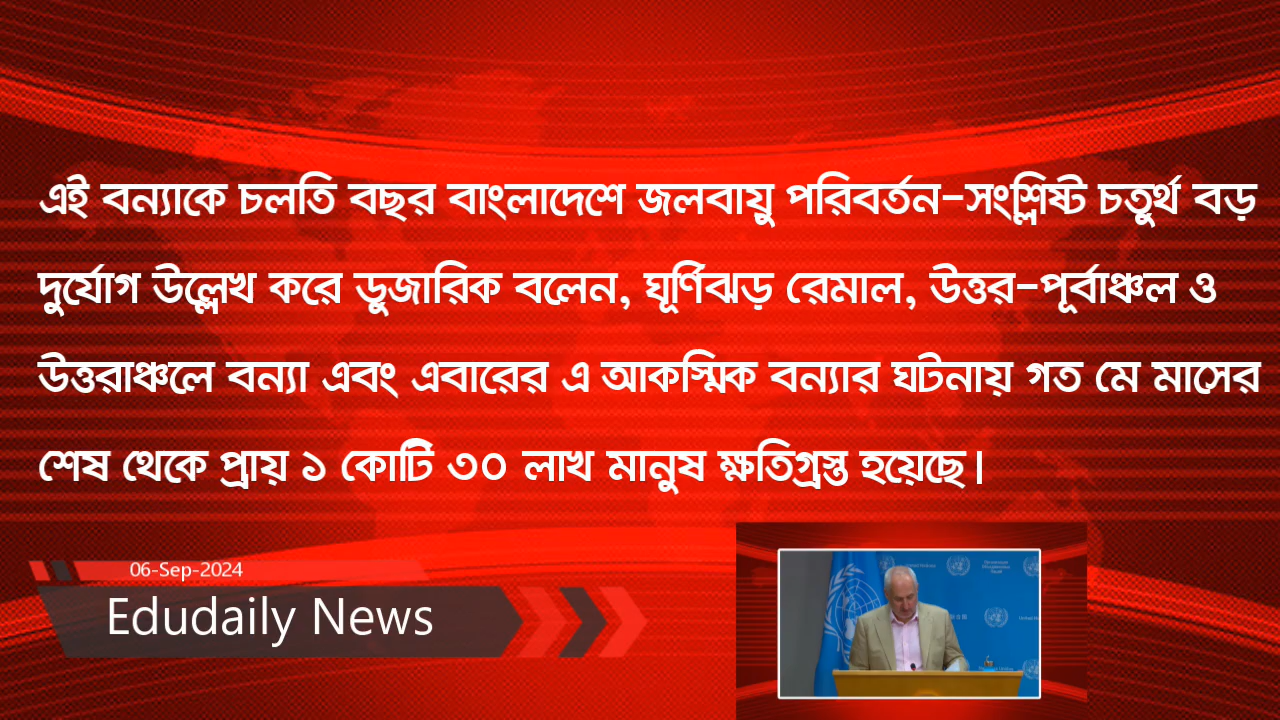 এই বন্যাকে চলতি বছর বাংলাদেশে জলবায়ু পরিবর্তন-সংশ্লিষ্ট চতুর্থ বড়
দুর্যোগ উল্লেখ করে ডুজারিক বলেন, ঘূর্ণিঝড় রেমাল, উত্তর-পূর্বাঞ্চল ও
উত্তরাঞ্চলে বন্যা এবং এবারের এ আকস্মিক বন্যার ঘটনায় গত মে মাসের
শেষ থেকে প্রায় ১ কোটি ৩০ লাখ মানুষ ক্ষতিগ্রস্ত হয়েছে।
06-Sep-2024
Edudaily News